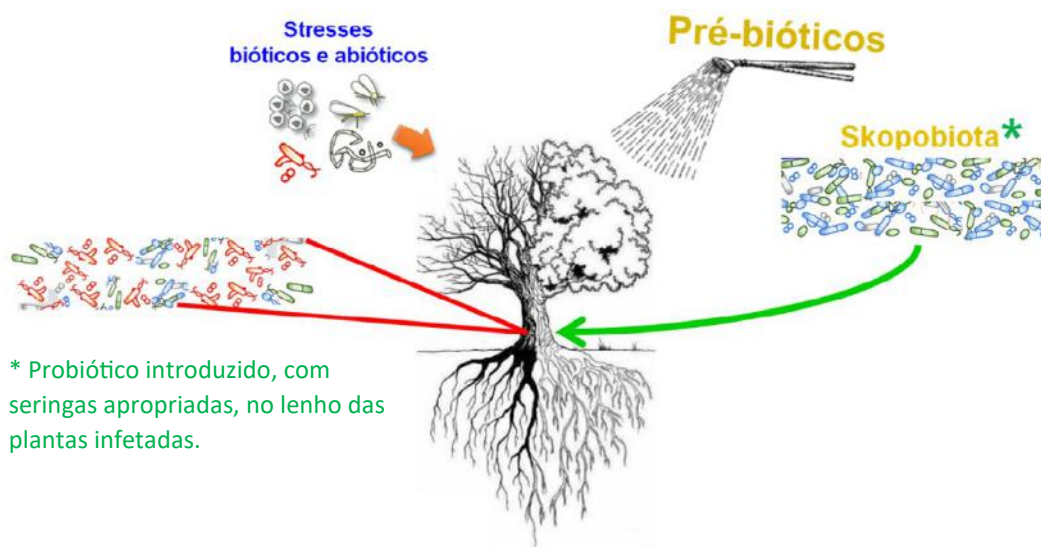 Stresses
bióticos e abióticos
Pré-bióticos
Skopobiota*
* Probiótico introduzido, com
seringas apropriadas, no lenho das
plantas infetadas.